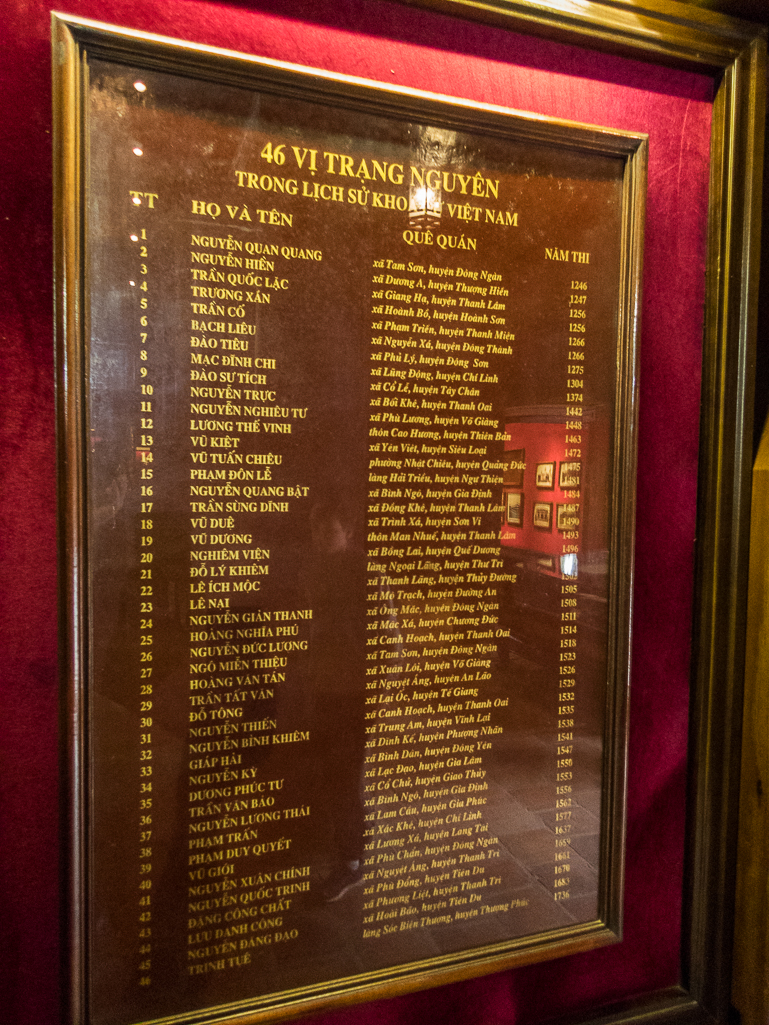 46 VỊ TRẠNG NGUYÊN
TRONG LỊCH SỬ KHO VIỆT NAM
TT HỌ VÀ TÊN QUÊ QUÁN NĂM THI
1 NGUYỄN QUAN QUANG xã Tam Sơn, huyện Đông Ngàn 1246
2 NGUYỄN HIỀN xã Dương A, huyện Thượng Hiền 1247
3 TRẦN QUỐC LẶC xã Giang Hạ, huyện Thanh Lâm 1256
4 TRƯƠNG XÁN xã Hoành Bồ, huyện Hoành Sơn 1256
5 TRẦN CỐ xã Phạm Triền, huyện Thanh Miện 1266
6 BẠCH LIÊU xã Nguyễn Xá, huyện Đông Thành 1266
7 ĐÀO TIÊU xã Phủ Lý, huyện Đông Sơn 1275
8 MẠC ĐĨNH CHI xã Lũng Động, huyện Chí Linh 1304
9 ĐÀO SƯ TÍCH xã Cổ Lễ, huyện Tây Chân 1374
10 NGUYỄN TRỰC xã Bối Khê, huyện Thanh Oai 1442
11 NGUYỄN NGHIÊU TƯ xã Phù Lương, huyện Võ Giàng 1448
12 LƯƠNG THẾ VINH thôn Cao Hương, huyện Thiên Bản 1463
13 VŨ KIỆT xã Yên Việt, huyện Siêu Loại 1472
14 VŨ TUẤN CHIÊU phường Nhật Chiêu, huyện Quảng Đức 1475
15 PHẠM ĐÔN LỄ làng Hải Triều, huyện Ngự Thiện 1481
16 NGUYỄN QUANG BẬT xã Bình Ngô, huyện Gia Định 1484
17 TRẦN SÙNG DĨNH xã Đồng Khê, huyện Thanh Lâm 1487
18 VŨ DUỆ xã Trình Xá, huyện Sơn Vi 1490
19 VŨ DƯƠNG thôn Man Nhuế, huyện Thanh Lâm 1493
20 NGHIÊM VIỆN xã Bồng Lai, huyện Quế Dương 1496
21 ĐỖ LÝ KHIÊM làng Ngoại Lãng, huyện Thư Trì
22 LÊ ÍCH MỘC xã Thanh Lãng, huyện Thủy Đường
23 LÊ NẠI xã Mộ Trạch, huyện Đường An 1505
24 NGUYỄN GIẢN THANH xã Ông Mặc, huyện Đông Ngàn 1508
25 HOÀNG NGHĨA PHÚ xã Mạc Xá, huyện Chương Đức 1511
26 NGUYỄN ĐỨC LƯƠNG xã Canh Hoạch, huyện Thanh Oai 1514
27 NGÔ MIỄN THIỆU xã Tam Sơn, huyện Đông Ngàn 1518
28 HOÀNG VĂN TÁN xã Xuân Lôi, huyện Võ Giàng 1523
29 TRẦN TẤT VĂN xã Nguyệt Áng, huyện An Lão 1526
30 ĐỖ TÔNG xã Lại Ốc, huyện Tế Giang 1529
31 NGUYỄN THIẾN xã Canh Hoạch, huyện Thanh Oai 1532
32 NGUYỄN BỈNH KHIÊM xã Trung Am, huyện Vĩnh Lại 1535
33 GIÁP HẢI xã Dĩnh Kế, huyện Phượng Nhãn 1538
34 NGUYỄN KỲ xã Bình Dân, huyện Đông Yên 1541
35 DƯƠNG PHÚC TƯ xã Lạc Đạo, huyện Gia Lâm 1547
36 TRẦN VĂN BẢO xã Cổ Chử, huyện Giao Thủy 1550
37 NGUYỄN LƯỢNG THÁI xã Bình Ngô, huyện Gia Định 1553
38 PHẠM TRẤN xã Lam Cầu, huyện Gia Phúc 1556
39 PHẠM DUY QUYẾT xã Xác Khê, huyện Chí Linh 1562
40 VŨ GIỚI xã Lương Xá, huyện Lang Tài 1577
41 NGUYỄN XUÂN CHÍNH xã Phù Chẩn, huyện Đông Ngàn 1637
42 NGUYỄN QUỐC TRINH xã Nguyệt Áng, huyện Thanh Trì 1659
43 ĐẶNG CÔNG CHẤT xã Phù Đổng, huyện Tiên Du 1661
44 LƯU DANH CÔNG xã Phương Liệt, huyện Thanh Trì 1670
45 NGUYỄN ĐĂNG ĐẠO xã Hoài Bão, huyện Tiên Du 1683
46 TRỊNH TUỆ làng Sóc Biện Thượng, huyện Thượng Phúc 1736